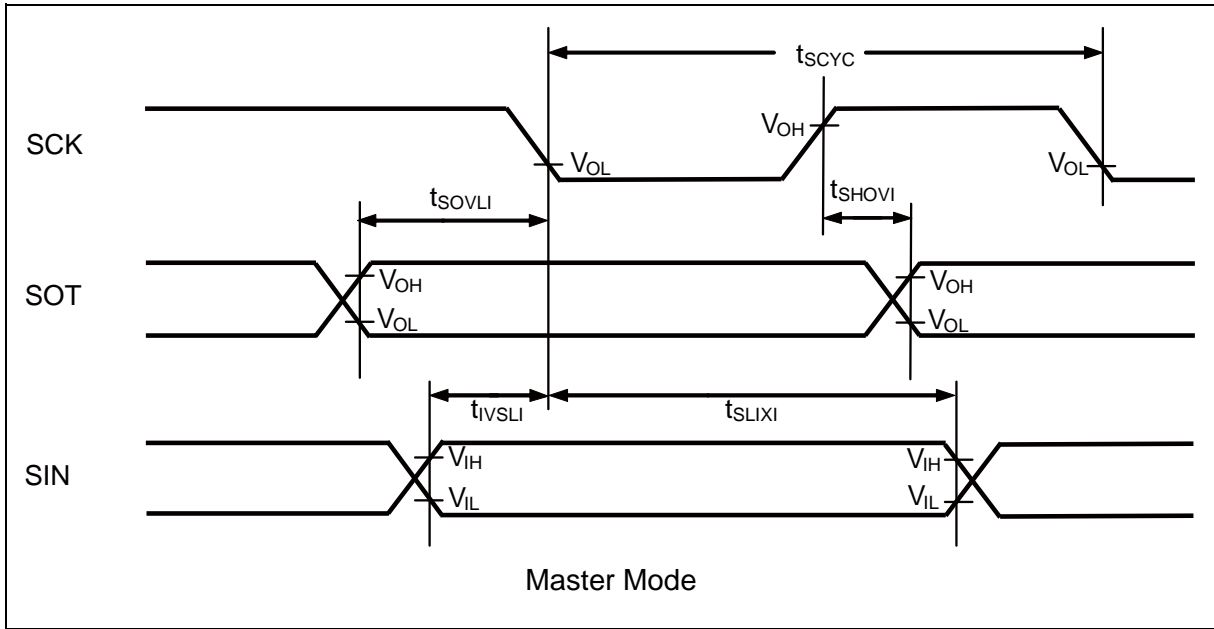 tSCYC
SCK
VOH
VOL
VOL
tSOVLI
tSHOVI
SOT
VOH
VOL
VOH
VOL
tIVSLI
tSLIXI
SIN
VIH
VIL
VIH
VIL
Master Mode